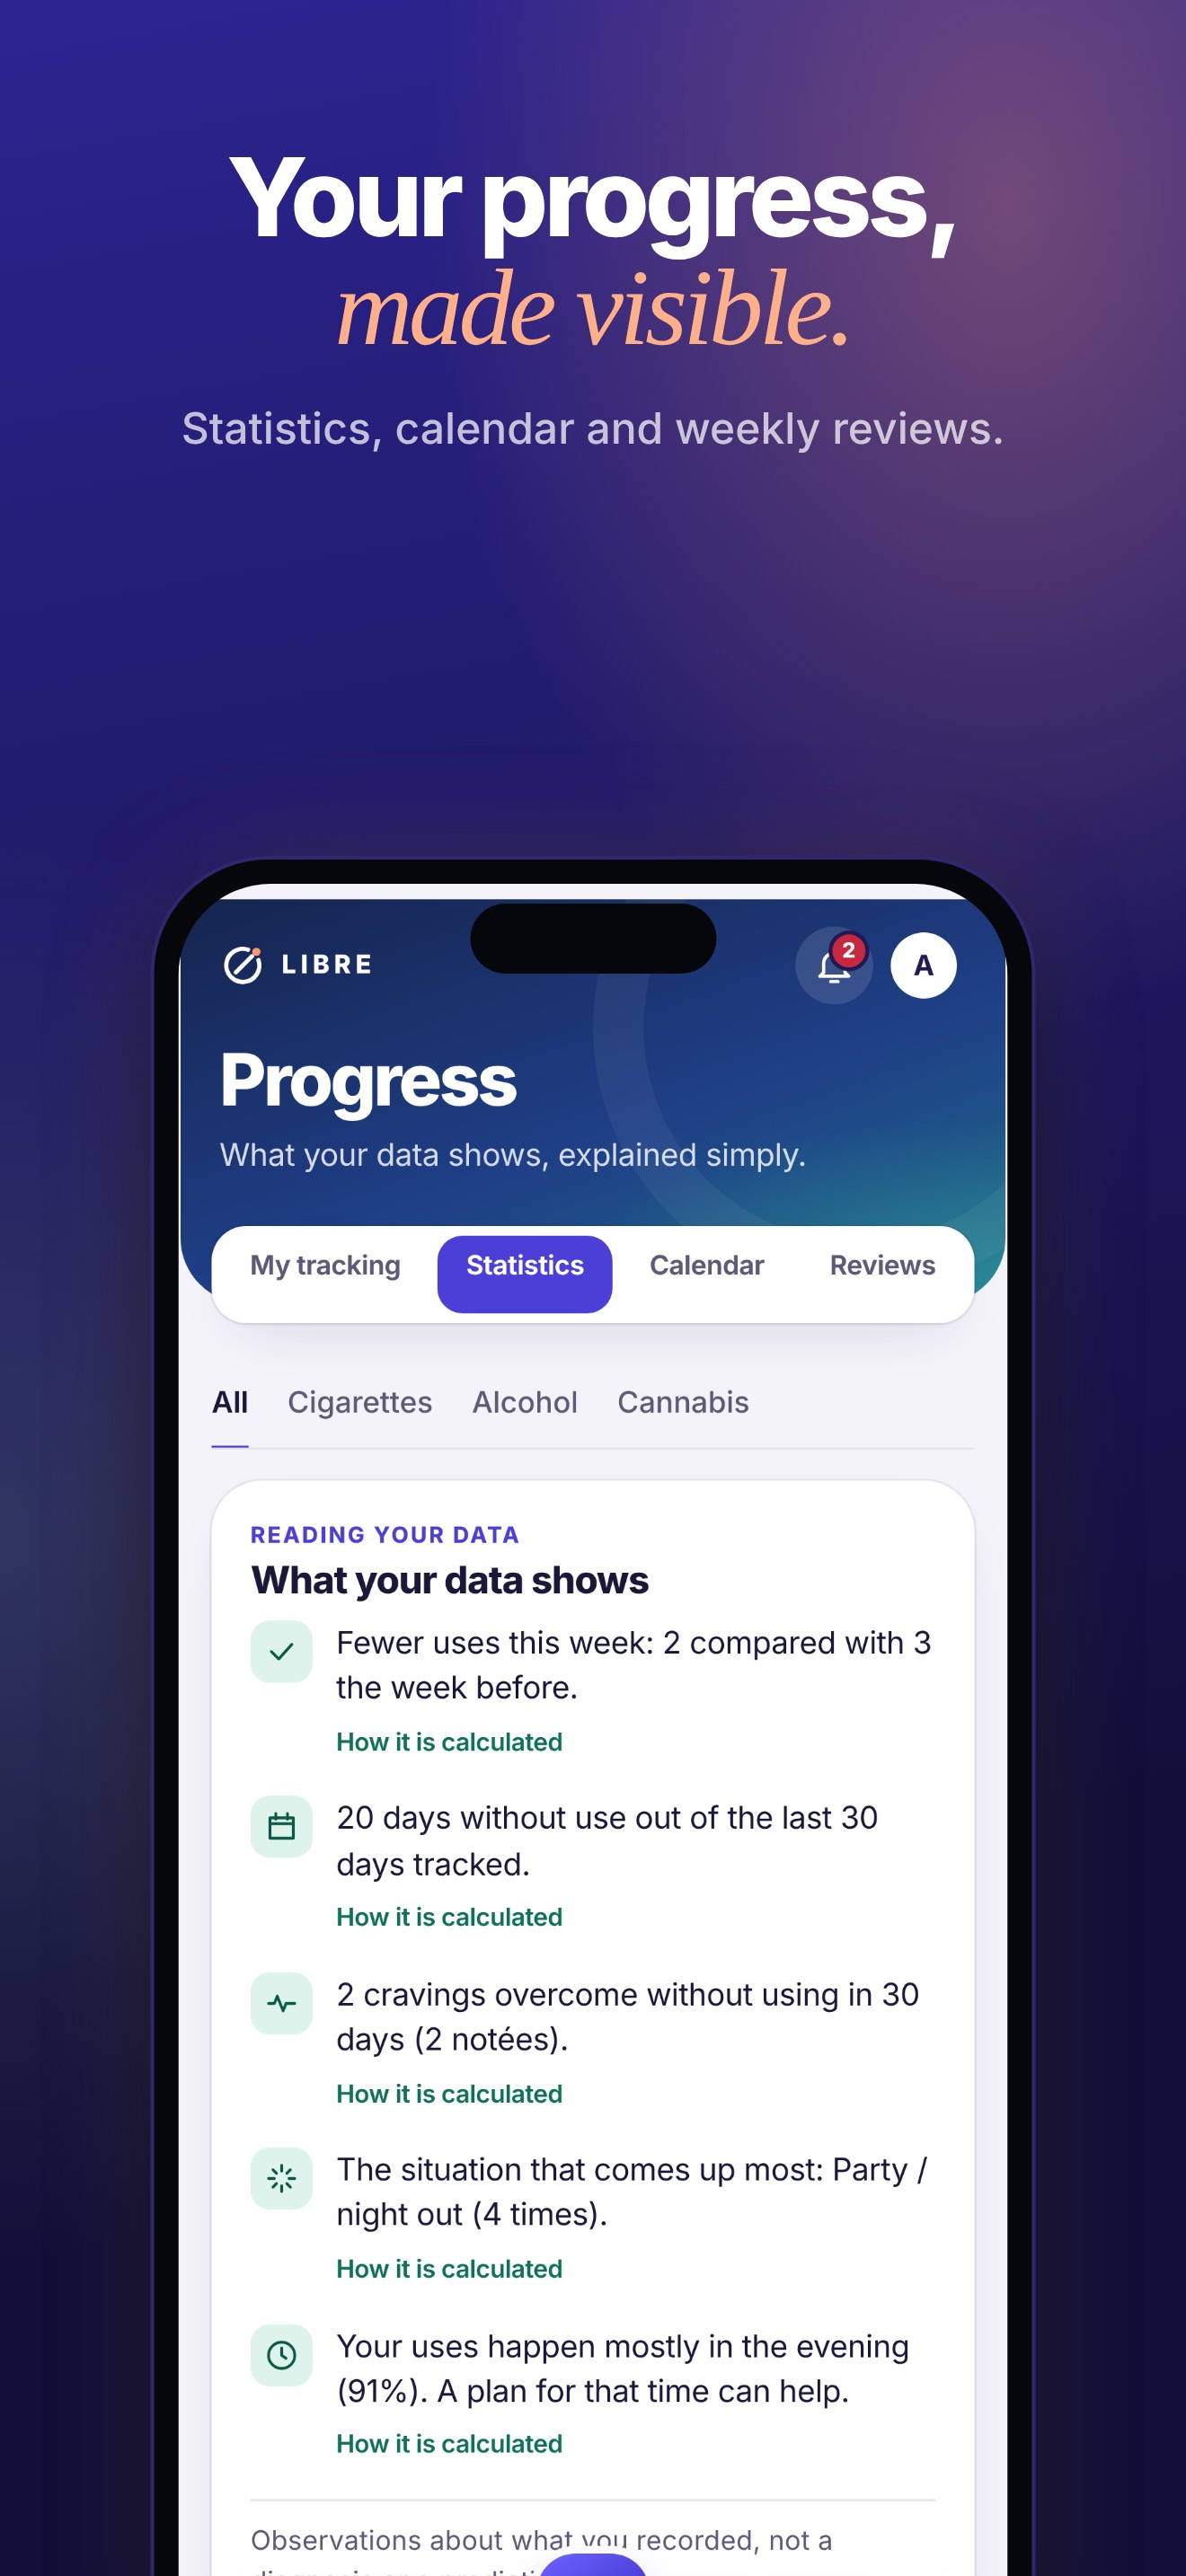 Your progress,
made visible.
Statistics, calendar and weekly reviews.
LIBRE
2
A
Progress
What your data shows, explained simply.
My tracking
Statistics
Calendar
Reviews
All
Cigarettes
Alcohol
Cannabis
READING YOUR DATA
What your data shows
Fewer uses this week: 2 compared with 3
the week before.
How it is calculated
20 days without use out of the last 30
days tracked.
How it is calculated
2 cravings overcome without using in 30
days (2 notées).
How it is calculated
The situation that comes up most: Party /
night out (4 times).
How it is calculated
Your uses happen mostly in the evening
(91%). A plan for that time can help.
How it is calculated
Observations about what you recorded, not a